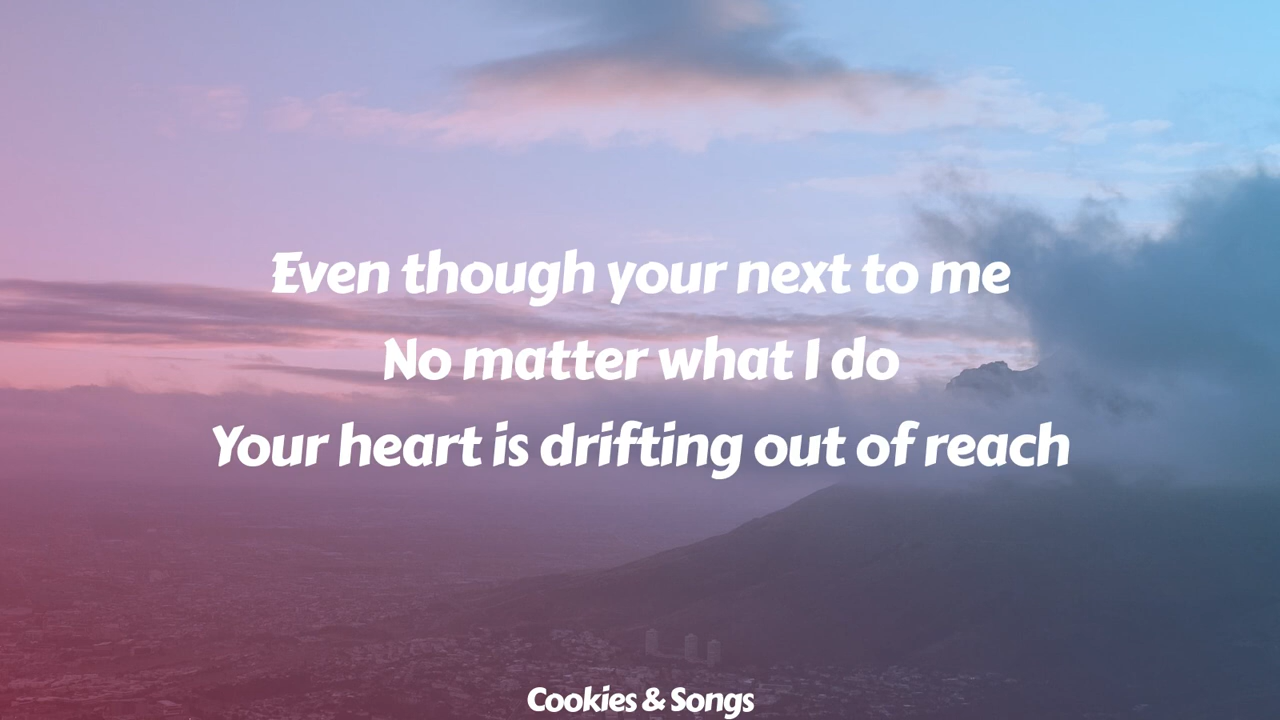 Even though your next to me
No matter what I do
Your heart is drifting out of reach
Cookies & Songs